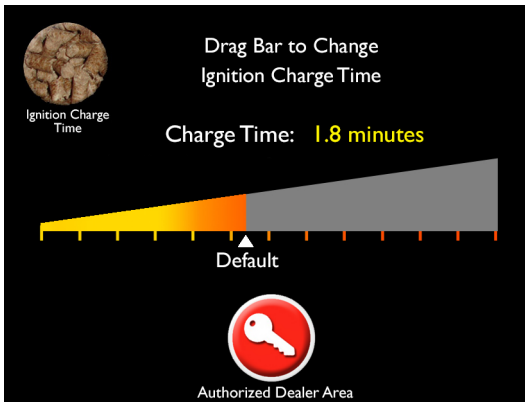 Drag Bar to Change
Ignition Charge Time
Ignition Charge
Time
Charge Time: 1.8 minutes
Default
Authorized Dealer Area